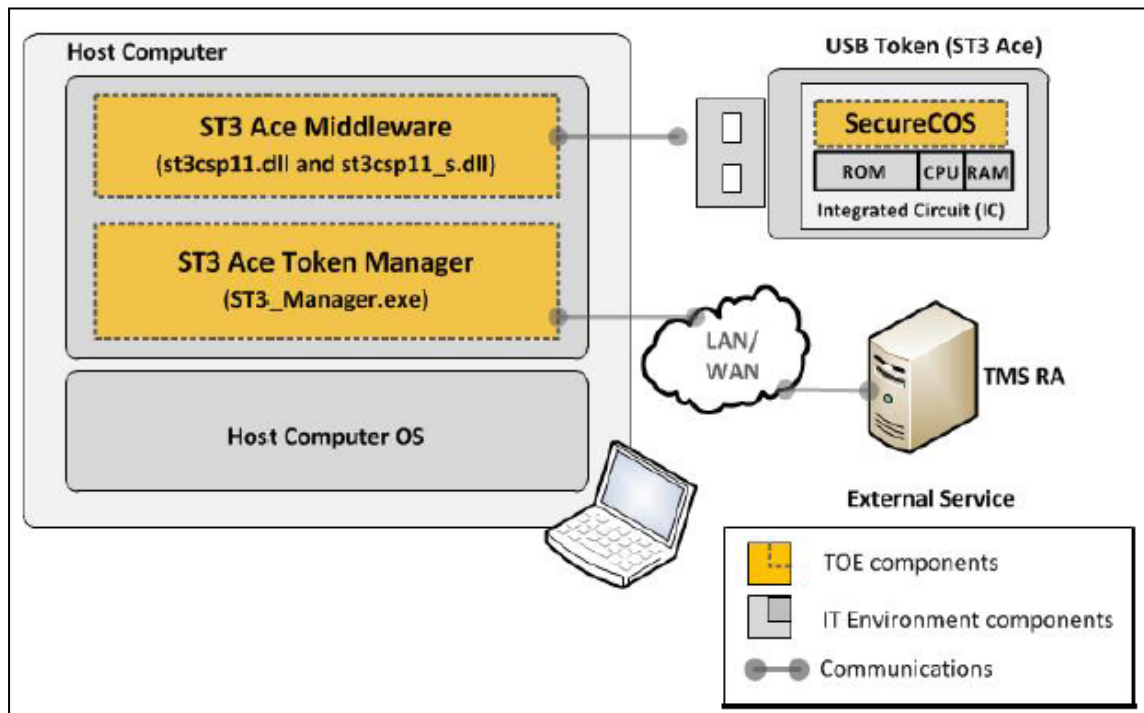 Host Computer
ST3 Ace Middleware
(st3csp11.dll and st3csp11_s.dll)
ST3 Ace Token Manager
(ST3_Manager.exe)
Host Computer OS
USB Token (ST3 Ace)
SecureCOS
ROM CPU RAM
Integrated Circuit (IC)
LAN/
WAN
TMS RA
External Service
TOE components
IT Environment components
Communications